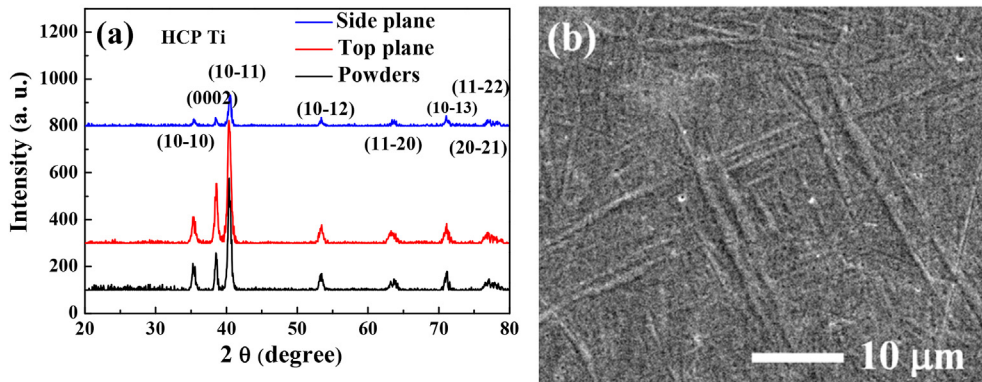 (a)
HCP Ti
Side plane
Top plane
Powders
(10-11)
(0002)
(10-10)
(10-12)
(11-20)
(10-13)
(11-22)
(20-21)
Intensity (a. u.)
1300
1200
1000
800
600
400
200
0
20
30
40
50
60
70
80
2 θ (degree)
(b)
10 μm